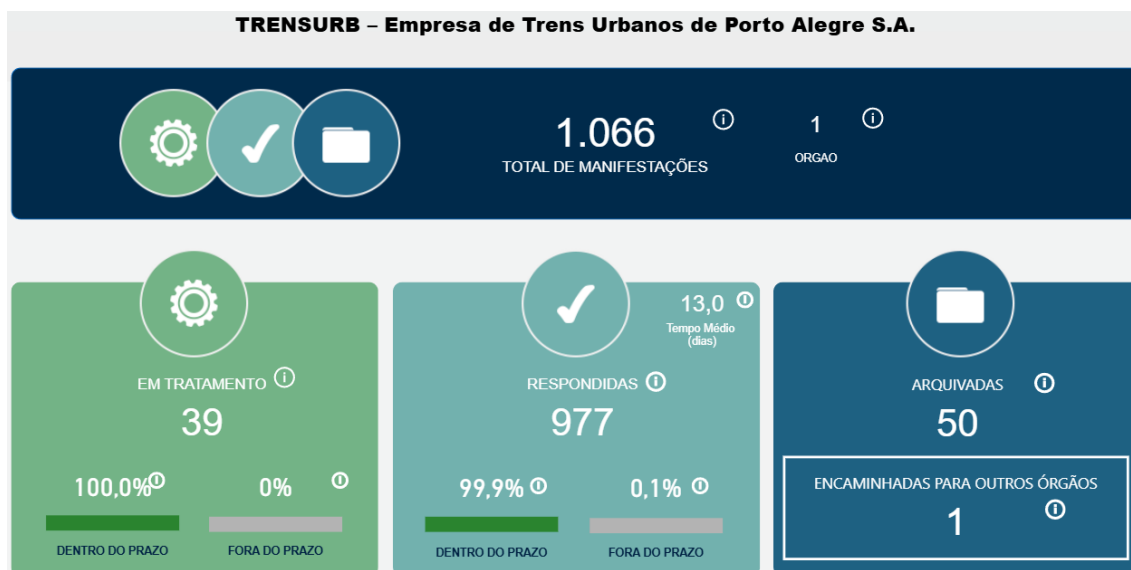 TRENSURB – Empresa de Trens Urbanos de Porto Alegre S.A.
1.066
TOTAL DE MANIFESTAÇÕES
1
ORGAO
EM TRATAMENTO
39
100,0%
DENTRO DO PRAZO
0%
FORA DO PRAZO
13,0
Tempo Médio
(dias)
RESPONDIDAS
977
99,9%
DENTRO DO PRAZO
0,1%
FORA DO PRAZO
ARQUIVADAS
50
ENCAMINHADAS PARA OUTROS ÓRGÃOS
1